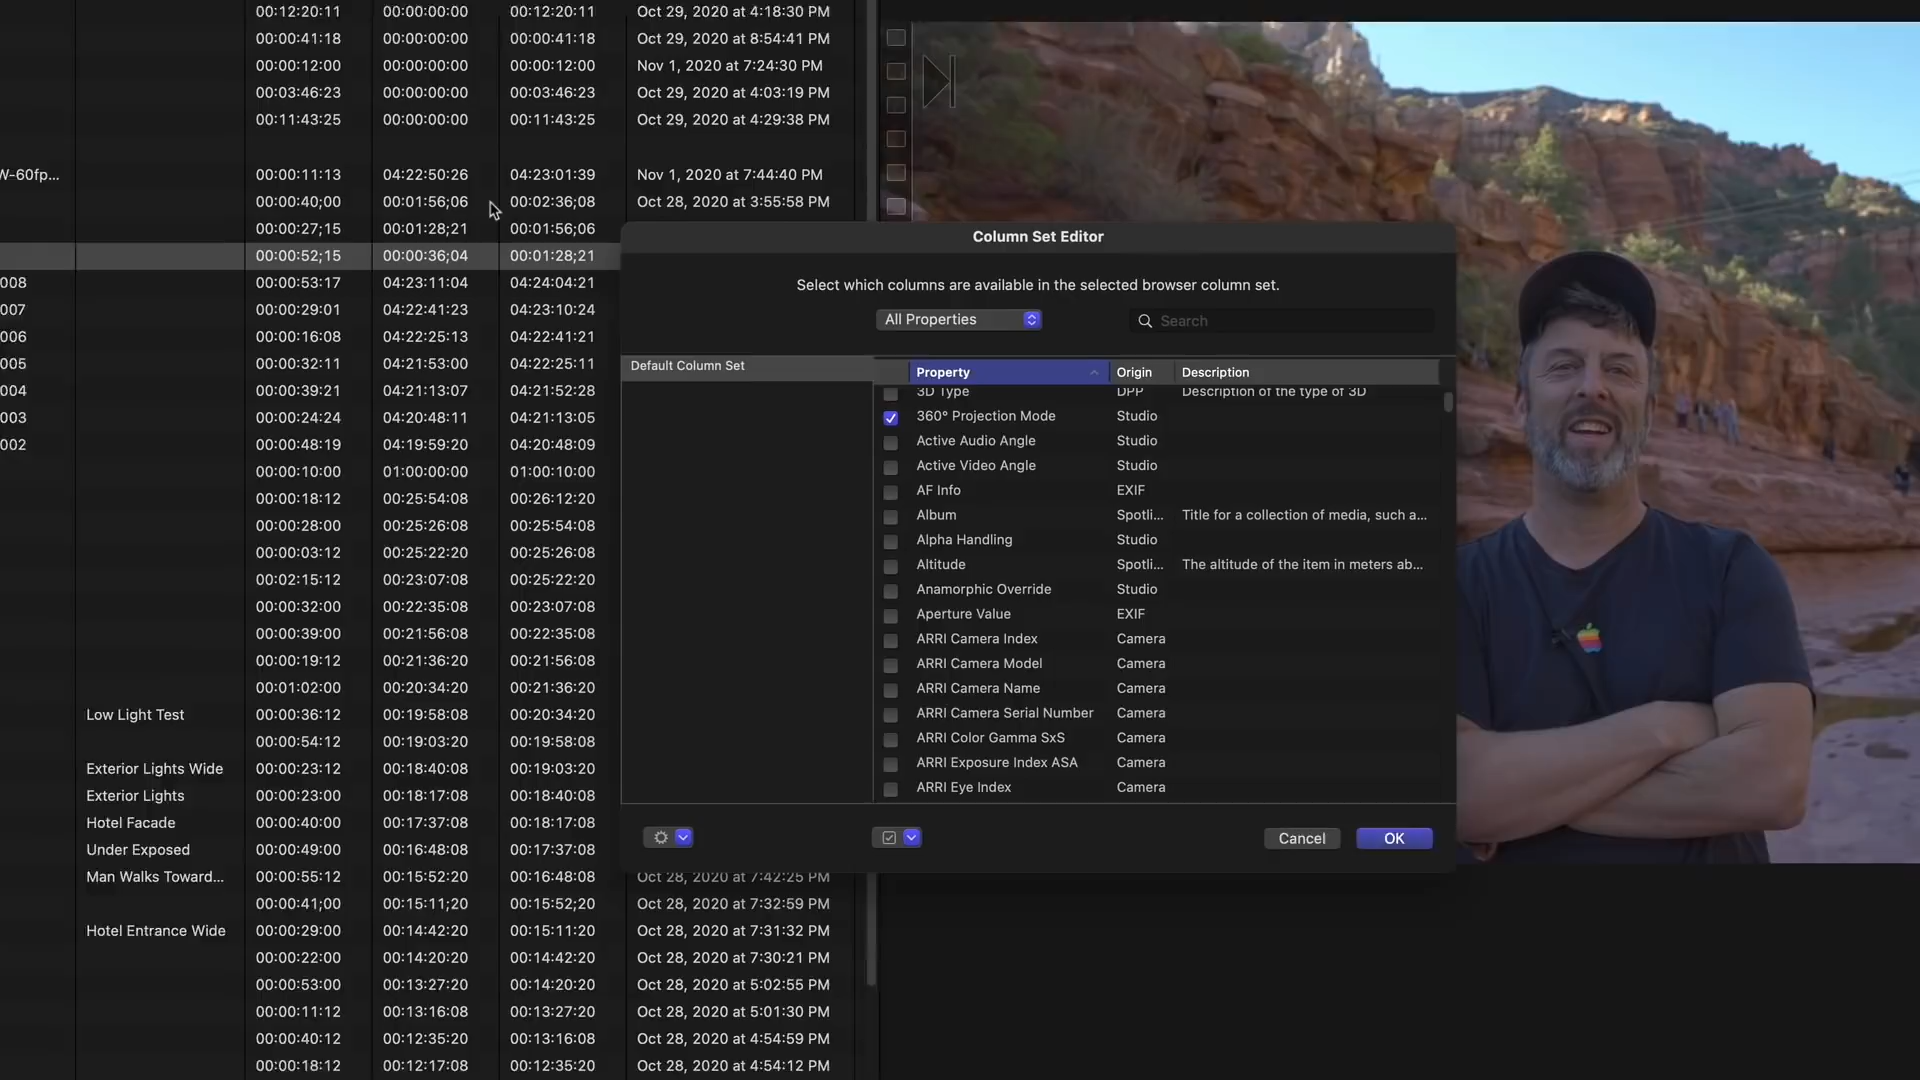 00:12:20:11 00:00:00:00 00:12:20:11 Oct 29, 2020 at 4:18:30 PM
00:00:41:18 00:00:00:00 00:00:41:18 Oct 29, 2020 at 8:54:41 PM
00:00:12:00 00:00:00:00 00:00:12:00 Nov 1, 2020 at 7:24:30 PM
00:03:46:23 00:00:00:00 00:03:46:23 Oct 29, 2020 at 4:03:19 PM
00:11:43:25 00:00:00:00 00:11:43:25 Oct 29, 2020 at 4:29:38 PM
W-60fp... 00:00:11:13 04:22:50:26 04:23:01:39 Nov 1, 2020 at 7:44:40 PM
00:00:40;00 00:01:56;06 00:02:36;08 Oct 28, 2020 at 3:55:58 PM
00:00:27;15 00:01:28;21 00:01:56;06
00:00:52;15 00:00:36;04 00:01:28;21
008 00:00:53:17 04:23:11:04 04:24:04:21
007 00:00:29:01 04:22:41:23 04:23:10:24
006 00:00:16:08 04:22:25:13 04:22:41:21
005 00:00:32:11 04:21:53:00 04:22:25:11
004 00:00:39:21 04:21:13:07 04:21:52:28
003 00:00:24:24 04:20:48:11 04:21:13:05
002 00:00:48:19 04:19:59:20 04:20:48:09
00:00:10:00 01:00:00:00 01:00:10:00
00:00:18:12 00:25:54:08 00:26:12:20
00:00:28:00 00:25:26:08 00:25:54:08
00:00:03:12 00:25:22:20 00:25:26:08
00:02:15:12 00:23:07:08 00:25:22:20
00:00:32:00 00:22:35:08 00:23:07:08
00:00:39:00 00:21:56:08 00:22:35:08
00:00:19:12 00:21:36:20 00:21:56:08
00:01:02:00 00:20:34:20 00:21:36:20
Low Light Test 00:00:36:12 00:19:58:08 00:20:34:20
00:00:54:12 00:19:03:20 00:19:58:08
Exterior Lights Wide 00:00:23:12 00:18:40:08 00:19:03:20
Exterior Lights 00:00:23:00 00:18:17:08 00:18:40:08
Hotel Facade 00:00:40:00 00:17:37:08 00:18:17:08
Under Exposed 00:00:49:00 00:16:48:08 00:17:37:08
Man Walks Toward... 00:00:55:12 00:15:52:20 00:16:48:08 Oct 28, 2020 at 7:42:25 PM
00:00:41;00 00:15:11;20 00:15:52;20 Oct 28, 2020 at 7:32:59 PM
Hotel Entrance Wide 00:00:29:00 00:14:42:20 00:15:11:20 Oct 28, 2020 at 7:31:32 PM
00:00:22:00 00:14:20:20 00:14:42:20 Oct 28, 2020 at 7:30:21 PM
00:00:53:00 00:13:27:20 00:14:20:20 Oct 28, 2020 at 5:02:55 PM
00:00:11:12 00:13:16:08 00:13:27:20 Oct 28, 2020 at 5:01:30 PM
00:00:40:12 00:12:35:20 00:13:16:08 Oct 28, 2020 at 4:54:59 PM
00:00:18:12 00:12:17:08 00:12:35:20 Oct 28, 2020 at 4:54:12 PM
Column Set Editor
Select which columns are available in the selected browser column set.
All Properties Search
Default Column Set
Property Origin Description
3D Type DPP Description of the type of 3D
360° Projection Mode Studio
Active Audio Angle Studio
Active Video Angle Studio
AF Info EXIF
Album Spotli... Title for a collection of media, such a...
Alpha Handling Studio
Altitude Spotli... The altitude of the item in meters ab...
Anamorphic Override Studio
Aperture Value EXIF
ARRI Camera Index Camera
ARRI Camera Model Camera
ARRI Camera Name Camera
ARRI Camera Serial Number Camera
ARRI Color Gamma SxS Camera
ARRI Exposure Index ASA Camera
ARRI Eye Index Camera
Cancel OK